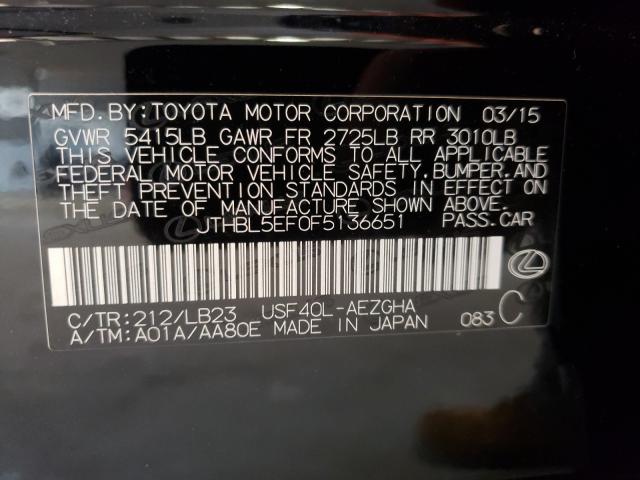 MFD.BY:TOYOTA MOTOR CORPORATION 03/15
GVWR 5415LB GAWR FR 2725LB RR 3010LB
THIS VEHICLE CONFORMS TO ALL APPLICABLE
FEDERAL MOTOR VEHICLE SAFETY,BUMPER,AND
THEFT PREVENTION STANDARDS IN EFFECT ON
THE DATE OF MANUFACTURE SHOWN ABOVE.
JTHBL5EF0F5136651 PASS.CAR
C/TR:212/LB23 USF40L-AEZGHA
A/TM:A01A/AA80E MADE IN JAPAN 083 C